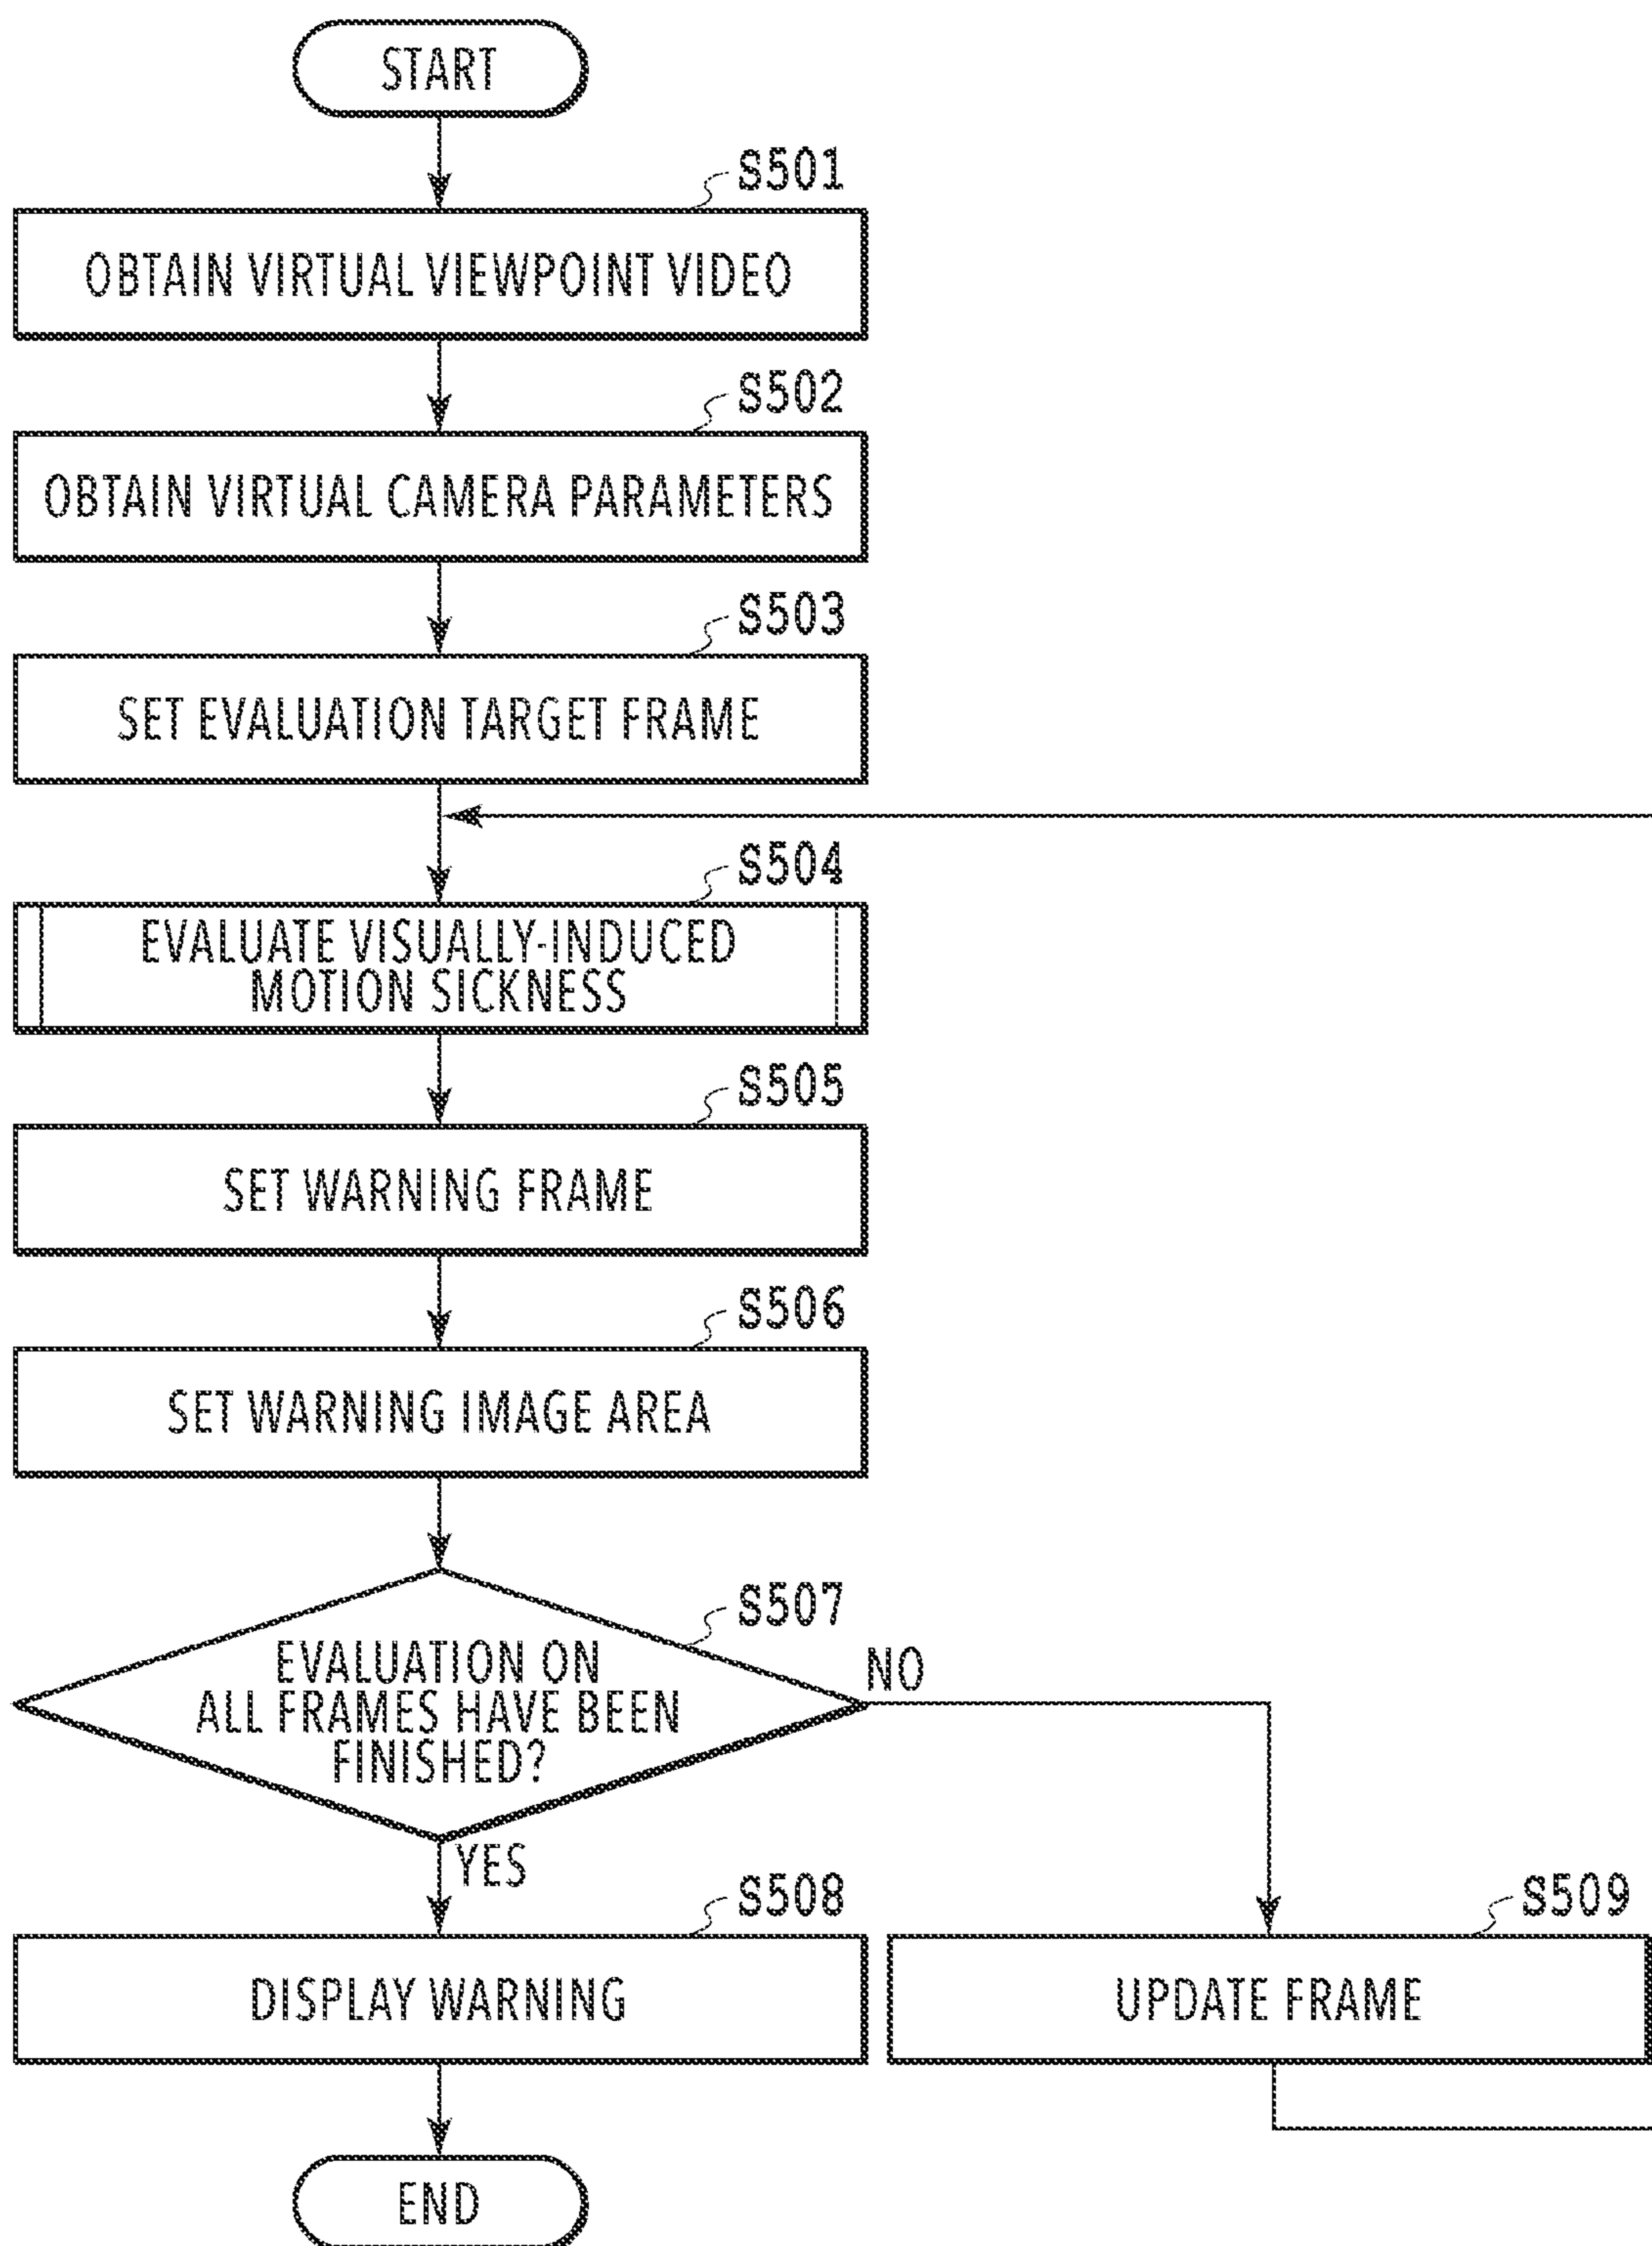 START
S501
OBTAIN VIRTUAL VIEWPOINT VIDEO
S502
OBTAIN VIRTUAL CAMERA PARAMETERS
S503
SET EVALUATION TARGET FRAME
S504
EVALUATE VISUALLY-INDUCED
MOTION SICKNESS
S505
SET WARNING FRAME
S506
SET WARNING IMAGE AREA
S507
EVALUATION ON
ALL FRAMES HAVE BEEN
FINISHED?
NO
YES
S508
DISPLAY WARNING
S509
UPDATE FRAME
END